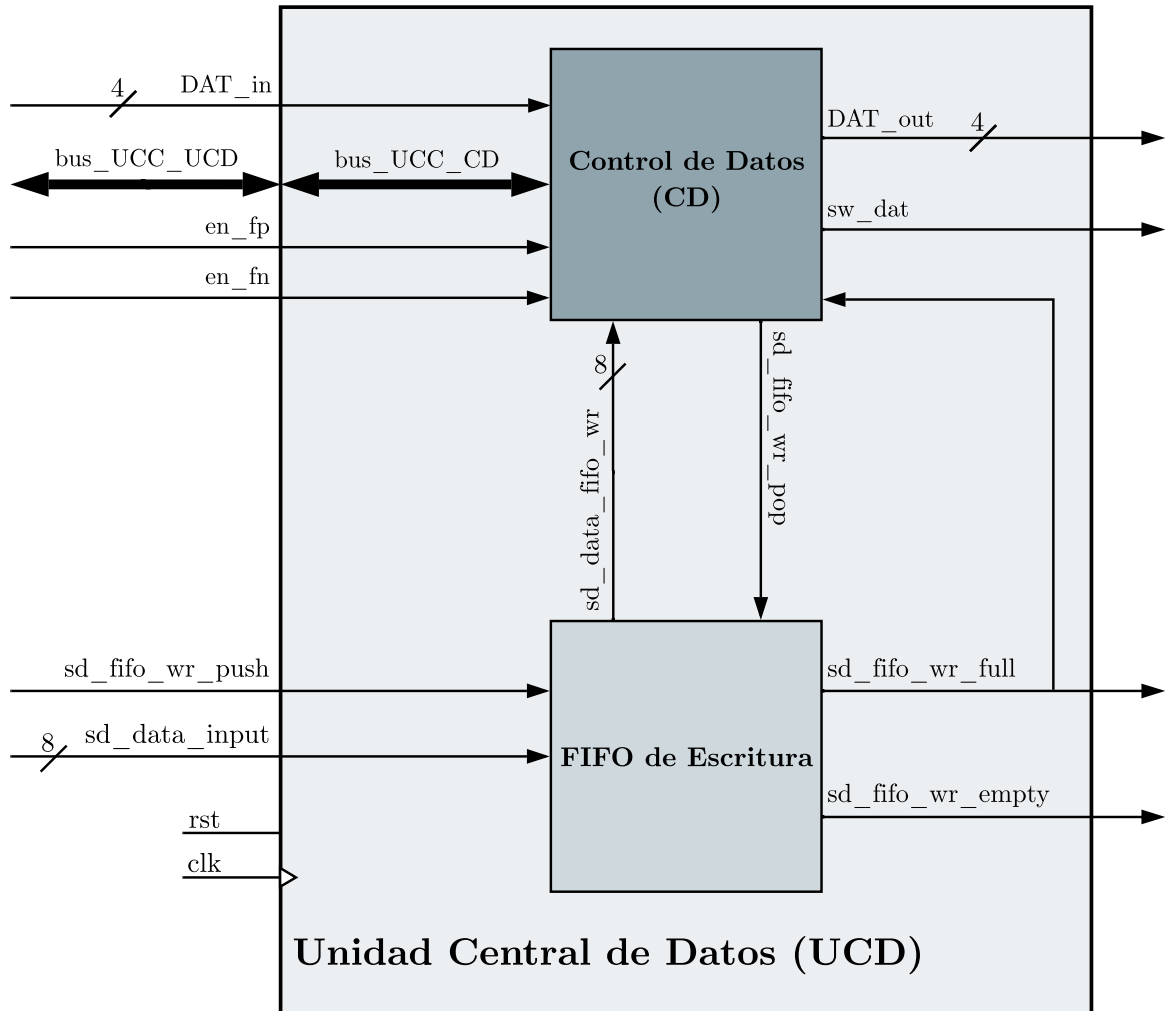 4
DAT_in
bus_UCC_UCD
bus_UCC_CD
en_fp
en_fn
Control de Datos
(CD)
DAT_out
4
sw_dat
8
sd_data_fifo_wr
sd_fifo_wr_pop
sd_fifo_wr_push
8
sd_data_input
FIFO de Escritura
sd_fifo_wr_full
sd_fifo_wr_empty
rst
clk
Unidad Central de Datos (UCD)